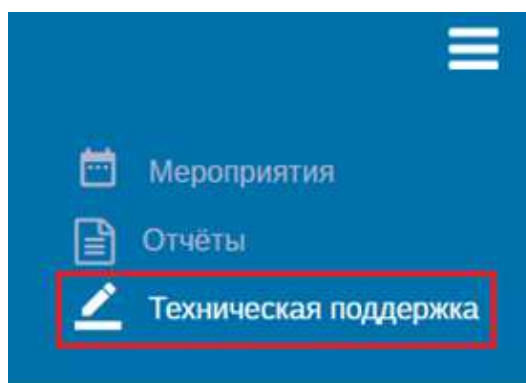 Мероприятия
Отчёты
Техническая поддержка